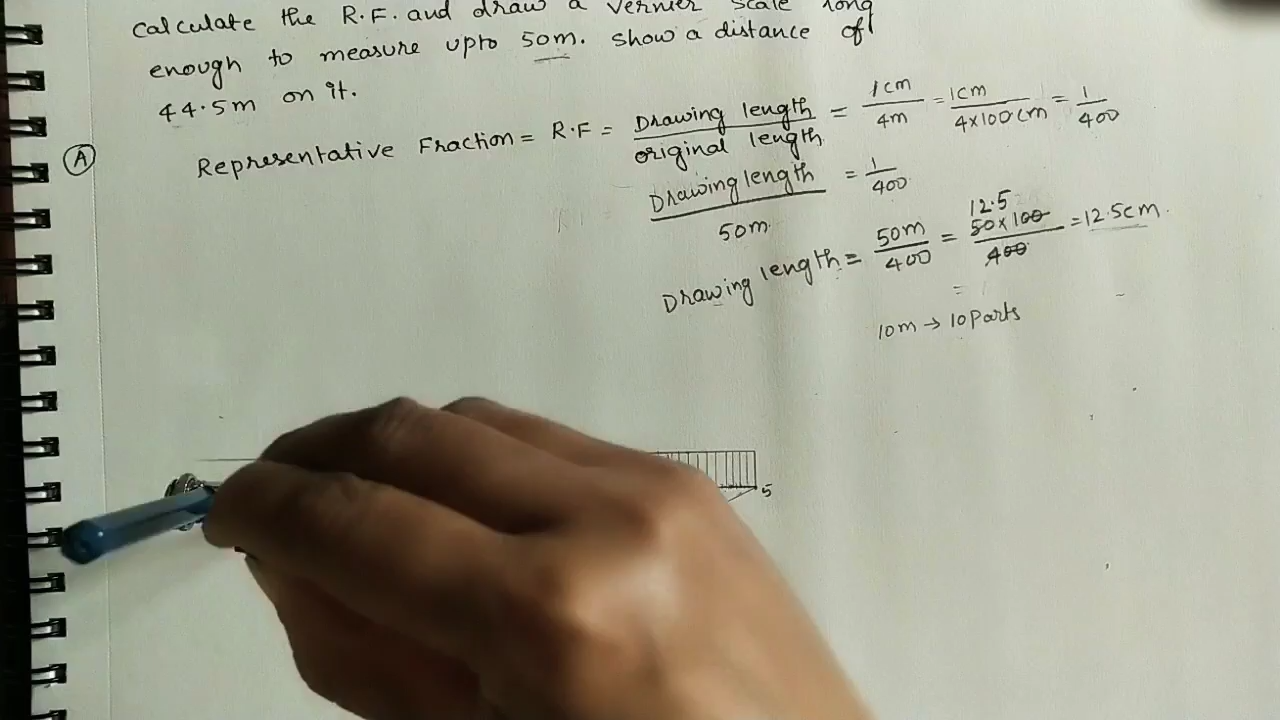 calculate the R.F. and draw a vernier scale long
enough to measure upto 50m. show a distance of
44.5m on it.
A Representative Fraction = R.F = Drawing length / original length = 1cm / 4m = 1cm / 4x100cm = 1 / 400
Drawing length / 50m = 1 / 400
Drawing length = 50m / 400 = 12.5 50x100 / 400 = 12.5cm.
=
10m → 10parts
5